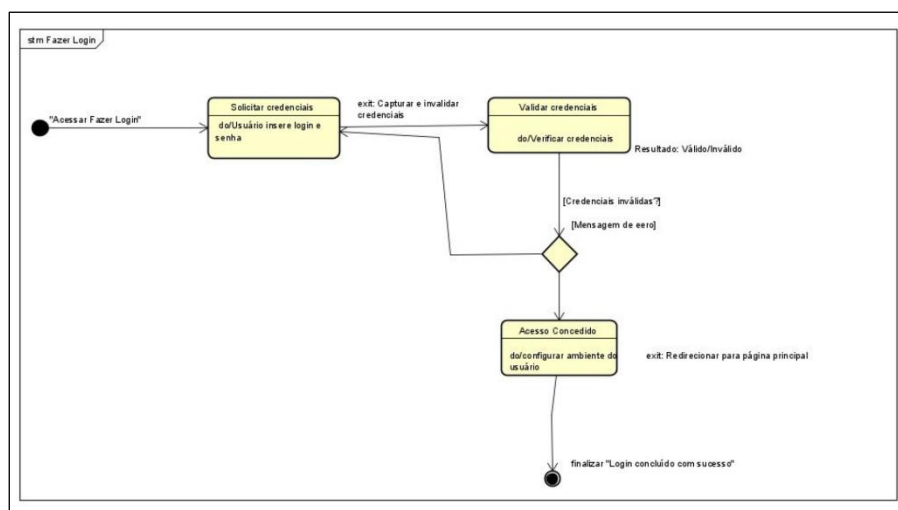 stm Fazer Login
"Acessar Fazer Login"
Solicitar credenciais
do/Usuário insere login e
senha
exit: Capturar e invalidar
credenciais
Validar credenciais
do/Verificar credenciais
Resultado: Válido/Inválido
[Credenciais inválidas?]
[Mensagem de eero]
Acesso Concedido
do/configurar ambiente do
usuário
exit: Redirecionar para página principal
finalizar "Login concluído com sucesso"